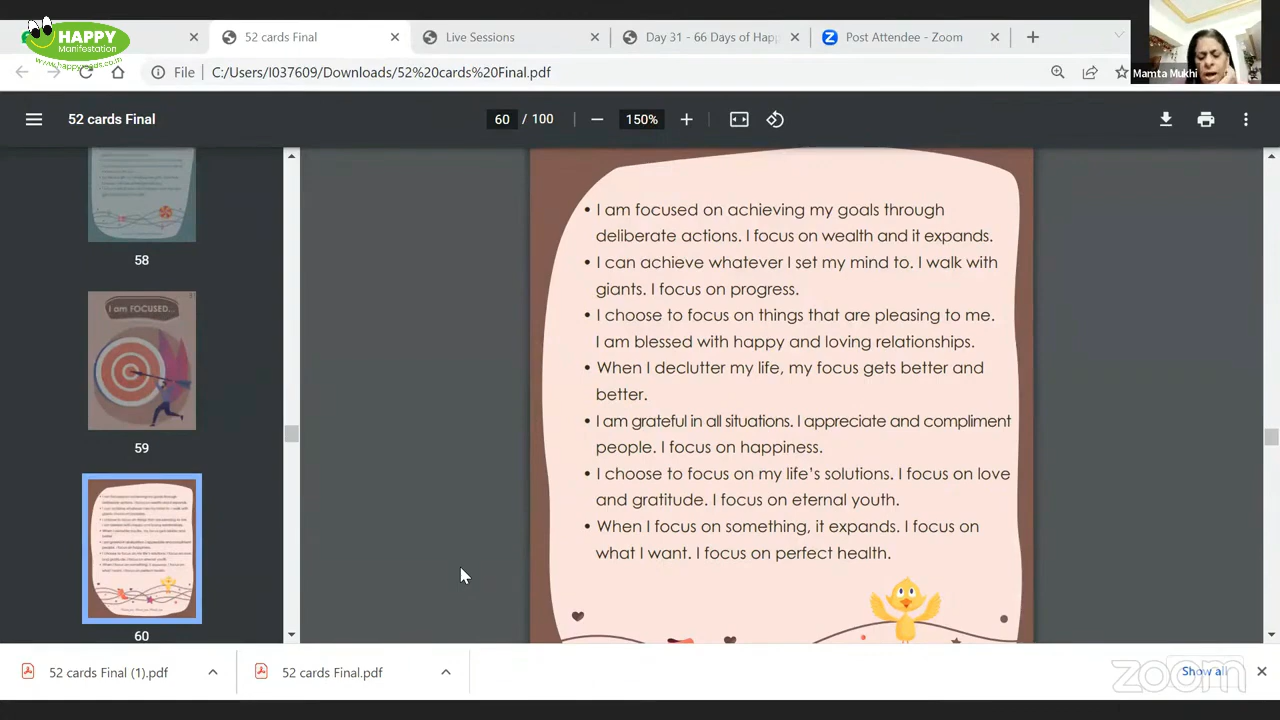 HAPPY
Manifestation
www.happyreads.co.in
52 cards Final
Live Sessions
Day 31 - 66 Days of Hap
Post Attendee - Zoom
File
C:/Users/I037609/Downloads/52%20cards%20Final.pdf
Mamta Mukhi
52 cards Final
60 / 100
150%
58
I am FOCUSED...
59
60
• I am focused on achieving my goals through
deliberate actions. I focus on wealth and it expands.
• I can achieve whatever I set my mind to. I walk with
giants. I focus on progress.
• I choose to focus on things that are pleasing to me.
I am blessed with happy and loving relationships.
• When I declutter my life, my focus gets better and
better.
• I am grateful in all situations. I appreciate and compliment
people. I focus on happiness.
• I choose to focus on my life's solutions. I focus on love
and gratitude. I focus on eternal youth.
• When I focus on something, it expands. I focus on
what I want. I focus on perfect health.
52 cards Final (1).pdf
52 cards Final.pdf
Show all
zoom